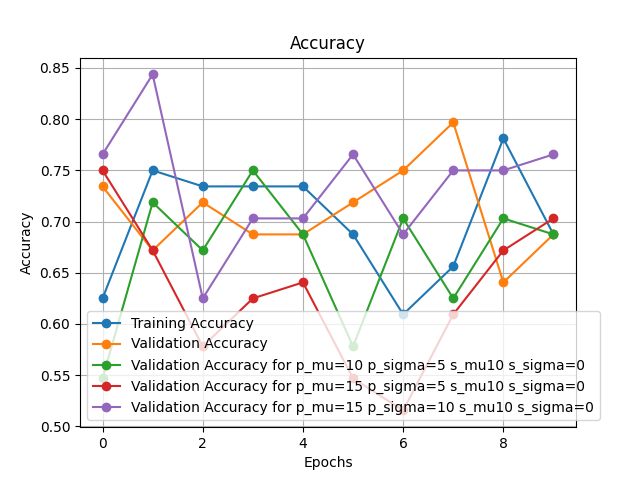 Accuracy
0.85
0.80
0.75
0.70
0.65
0.60
0.55
0.50
Accuracy
Training Accuracy
Validation Accuracy
Validation Accuracy for p_mu=10 p_sigma=5 s_mu10 s_sigma=0
Validation Accuracy for p_mu=15 p_sigma=5 s_mu10 s_sigma=0
Validation Accuracy for p_mu=15 p_sigma=10 s_mu10 s_sigma=0
0 2 4 6 8
Epochs